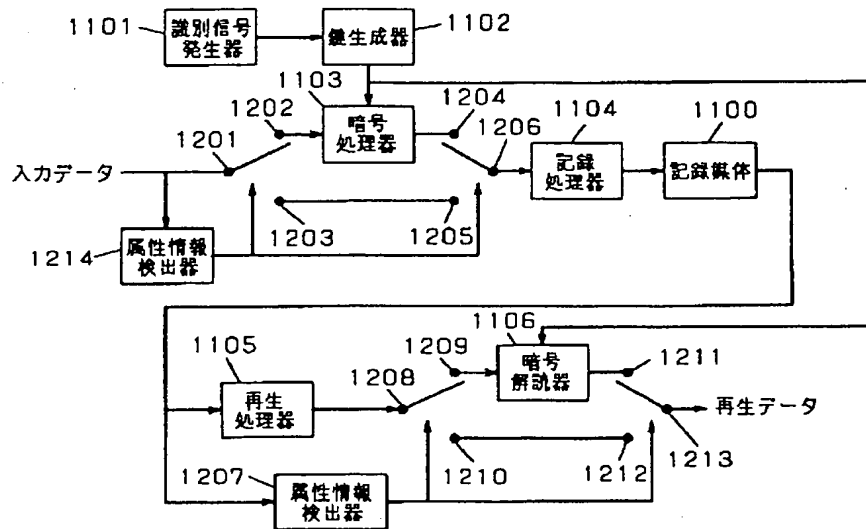 1101
識別信号
発生器
鍵生成器
1102
1103
1202
暗号
処理器
1204
1206
1104
1100
1201
入力データ
記録
処理器
記録媒体
1203
1205
1214
属性情報
検出器
1106
1105
1209
暗号
解読器
1211
1208
再生
処理器
再生データ
1210
1212
1213
1207
属性情報
検出器